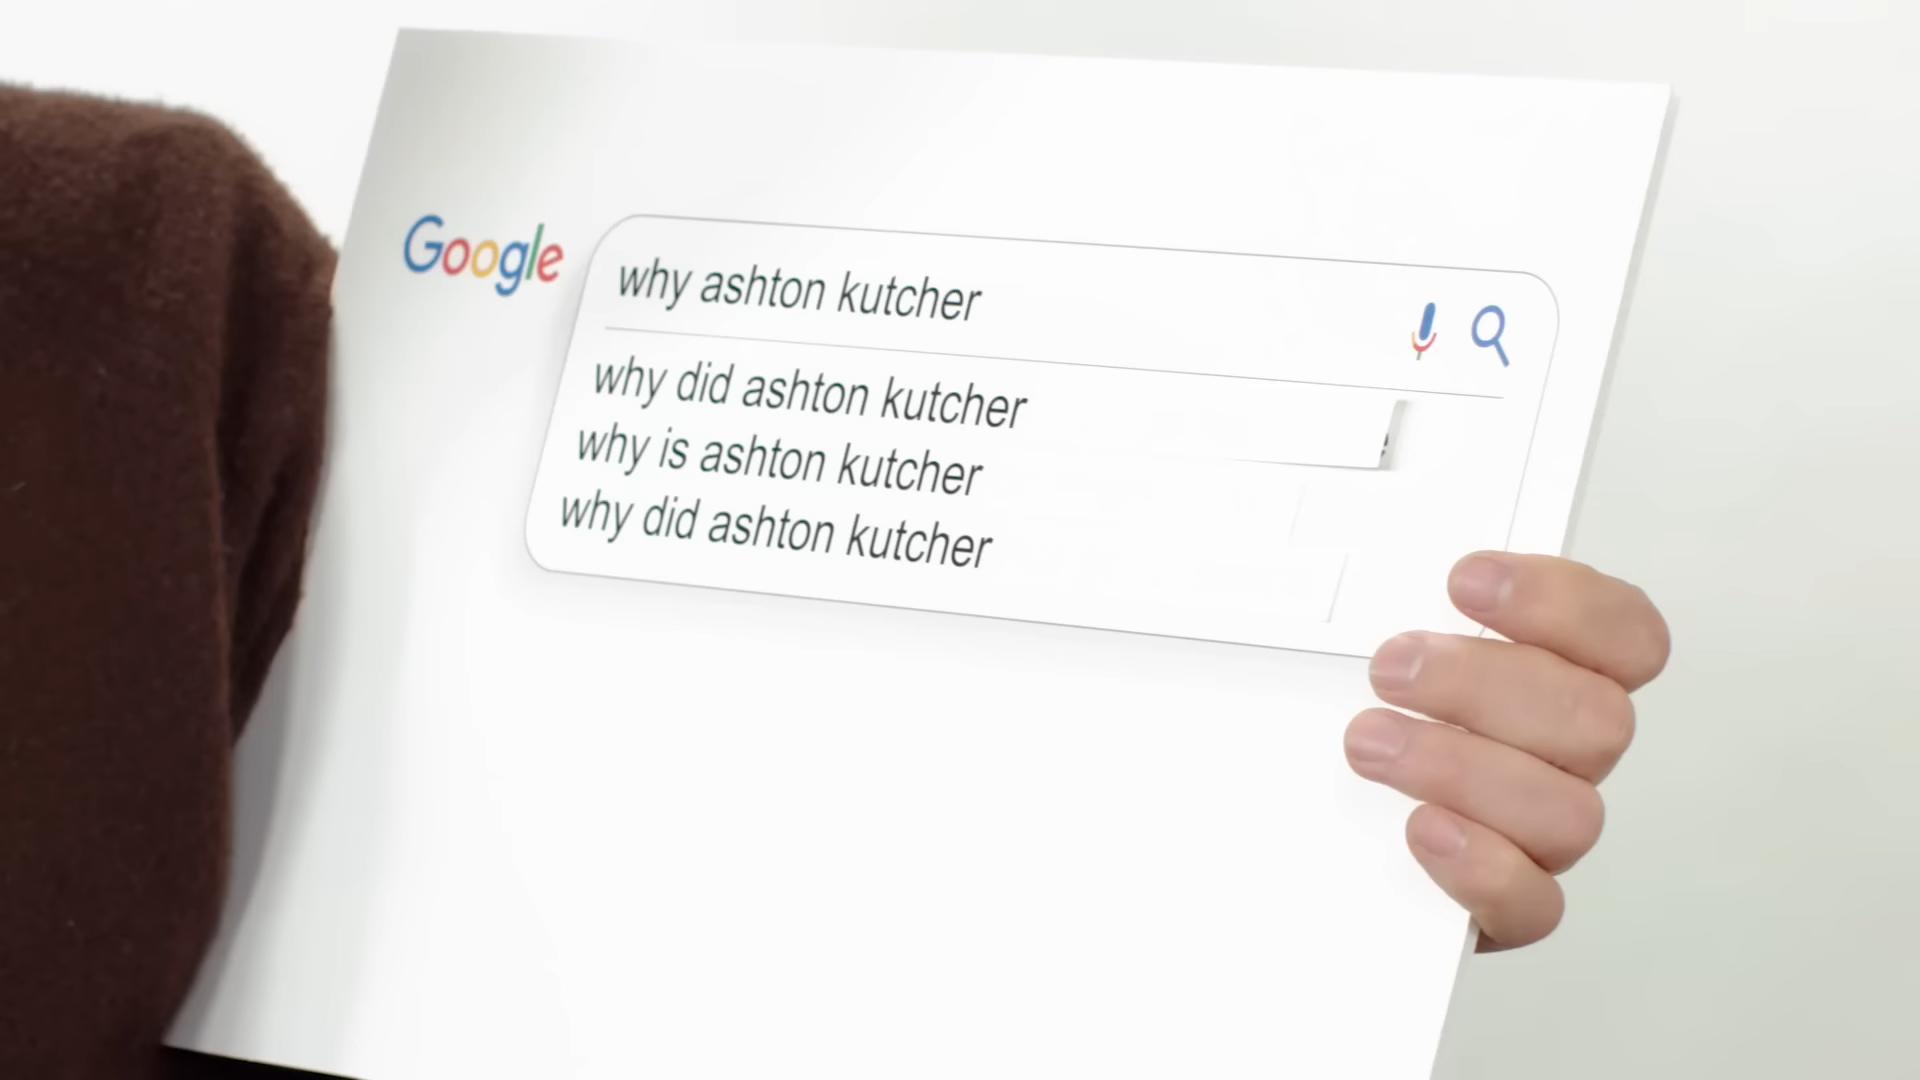 Google
why ashton kutcher
why did ashton kutcher
why is ashton kutcher
why did ashton kutcher